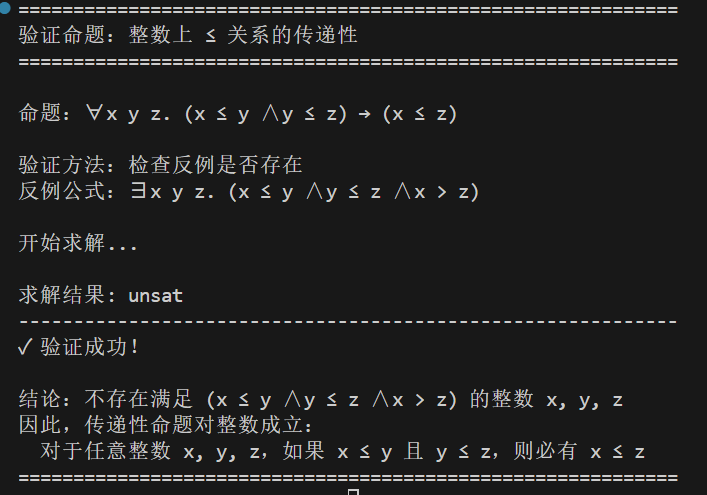 ============================================================
验证命题：整数上 ≤ 关系的传递性
============================================================
命题：∀x y z. (x ≤ y ∧y ≤ z) → (x ≤ z)
验证方法：检查反例是否存在
反例公式：∃x y z. (x ≤ y ∧y ≤ z ∧x > z)
开始求解...
求解结果: unsat
------------------------------------------------------------
✓ 验证成功！
结论：不存在满足 (x ≤ y ∧y ≤ z ∧x > z) 的整数 x, y, z
因此，传递性命题对整数成立：
对于任意整数 x, y, z，如果 x ≤ y 且 y ≤ z，则必有 x ≤ z
============================================================